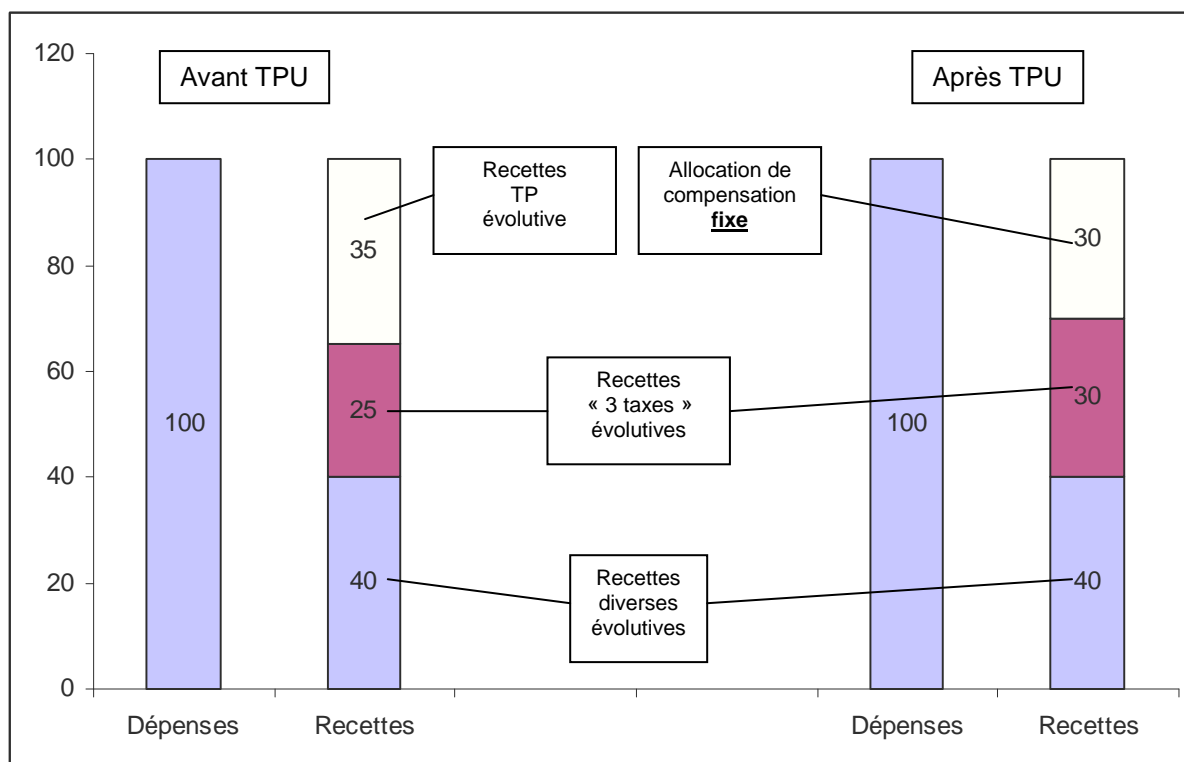 120
100
80
60
40
20
0
Avant TPU
Après TPU
Recettes
TP
évolutive
Allocation de
compensation
fixe
35
30
Recettes
« 3 taxes »
évolutives
100
25
100
30
Recettes
diverses
évolutives
40
40
Dépenses
Recettes
Dépenses
Recettes